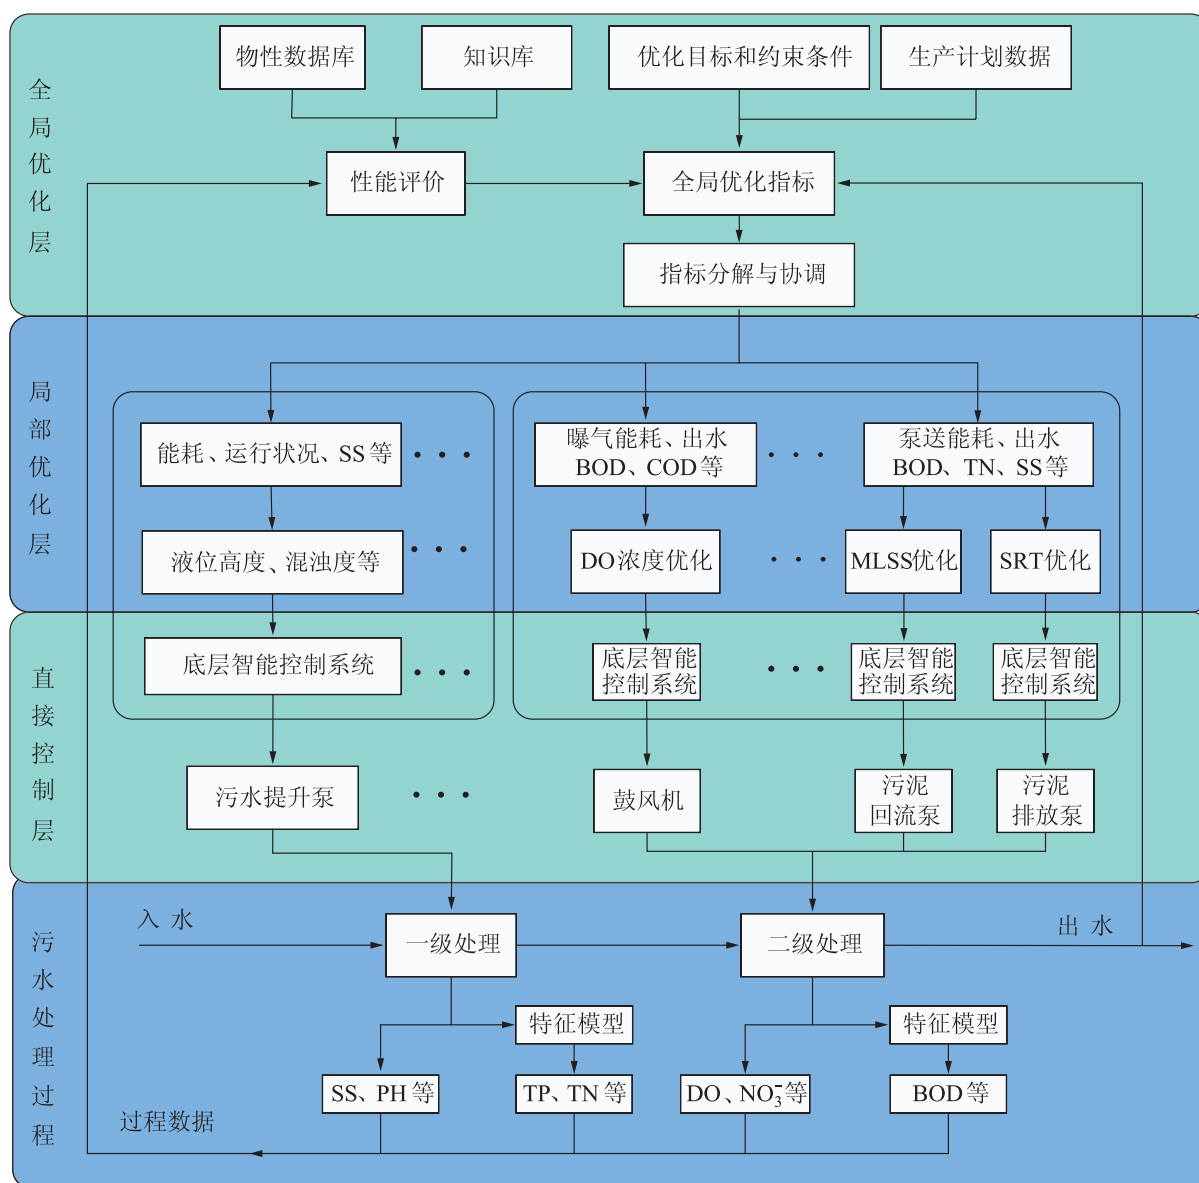 物性数据库
知识库
优化目标和约束条件
生产计划数据
全局优化层
性能评价
全局优化指标
指标分解与协调
局部优化层
能耗、运行状况、SS等
• • •
曝气能耗、出水
BOD、COD等
• • •
泵送能耗、出水
BOD、TN、SS等
液位高度、混浊度等
• • •
DO浓度优化
• • •
MLSS优化
SRT优化
直接控制层
底层智能控制系统
• • •
底层智能
控制系统
• • •
底层智能
控制系统
底层智能
控制系统
污水提升泵
• • •
鼓风机
污泥
回流泵
污泥
排放泵
污水处理过程
入水
一级处理
二级处理
出水
特征模型
特征模型
SS、PH等
TP、TN等
DO、NO₃⁻等
BOD等
过程数据